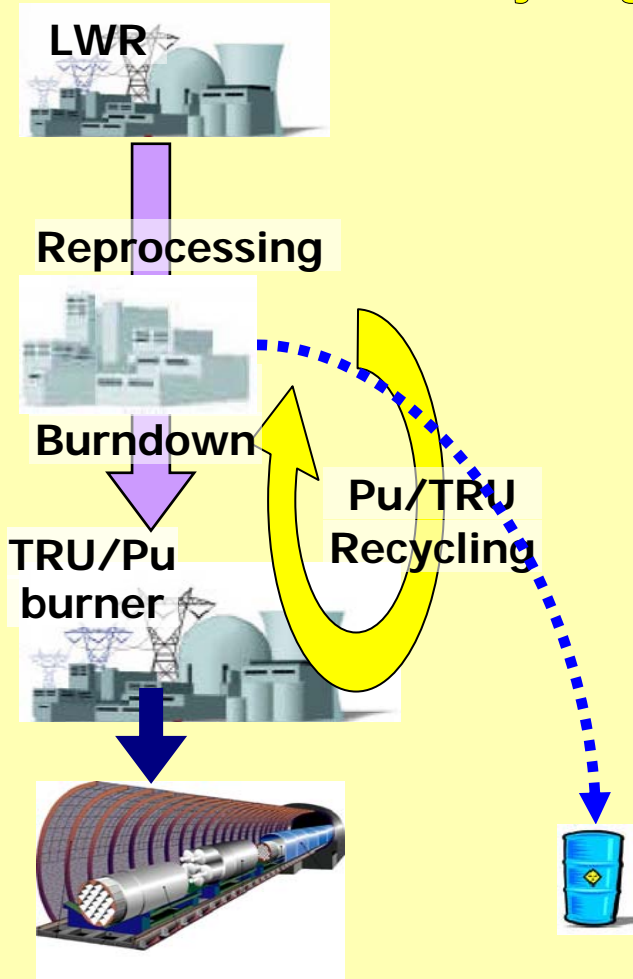 LWR
Reprocessing
Burndown
Pu/TRU
Recycling
TRU/Pu
burner